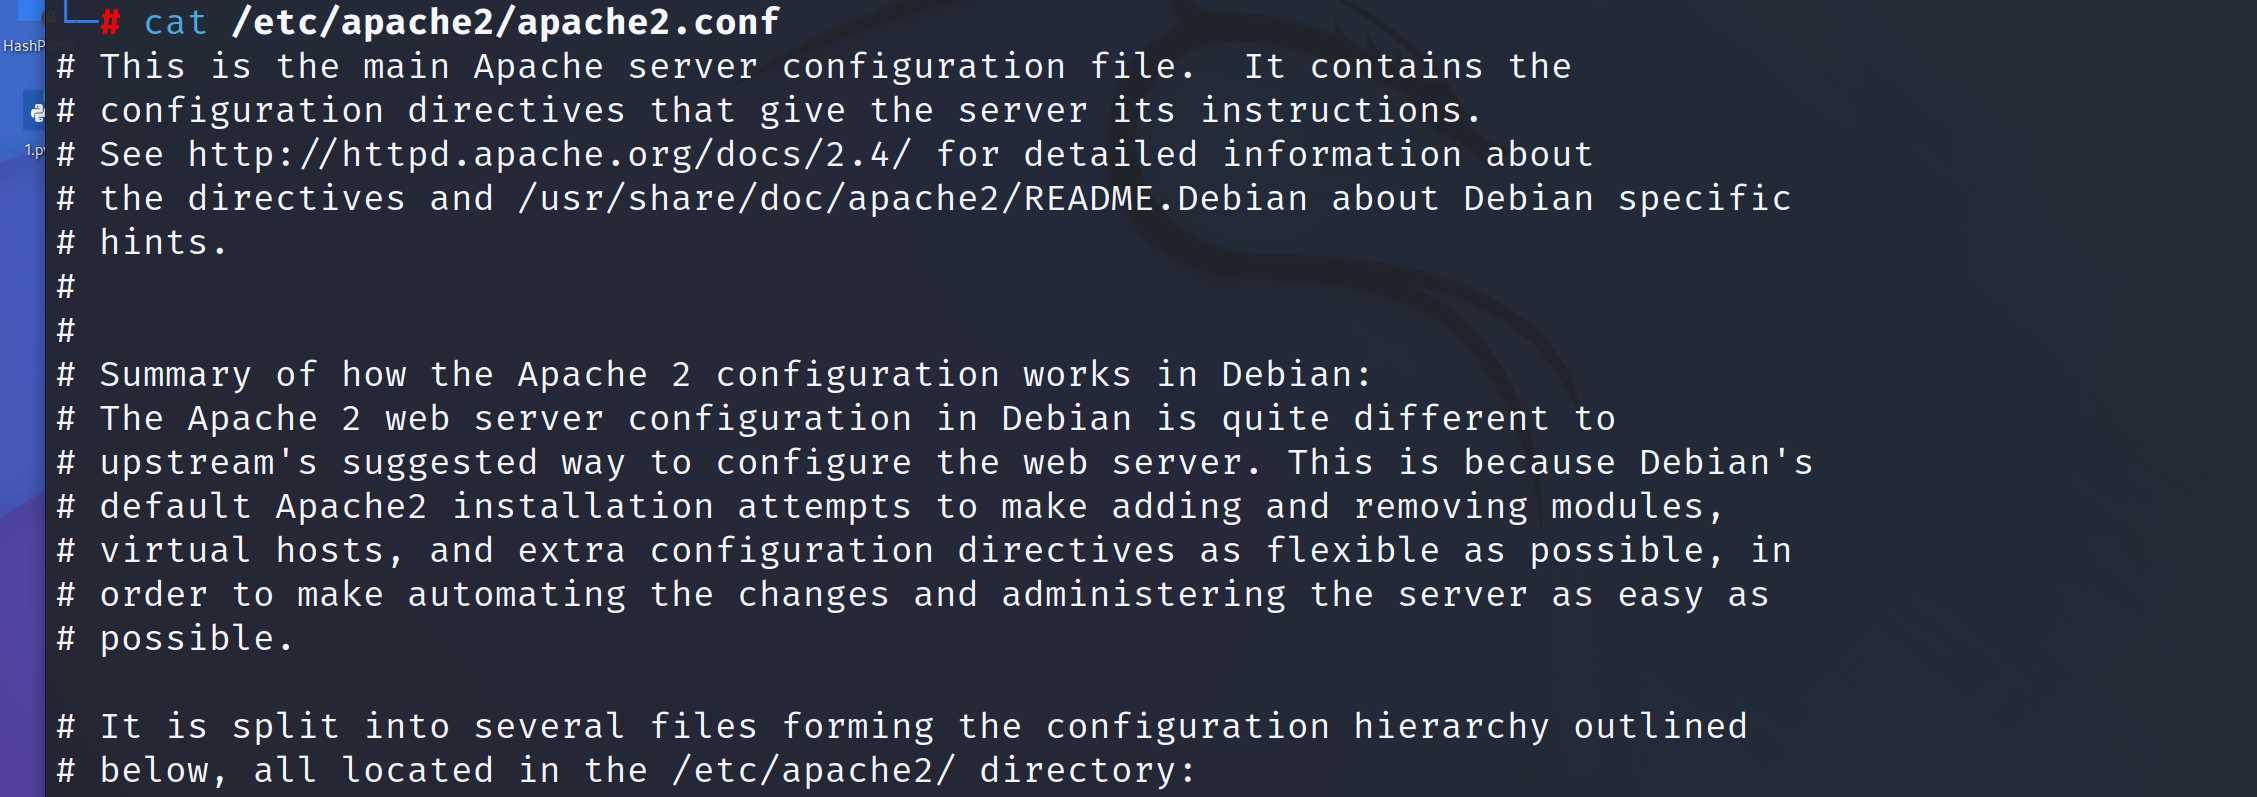 └─# cat /etc/apache2/apache2.conf
# This is the main Apache server configuration file.  It contains the
# configuration directives that give the server its instructions.
# See http://httpd.apache.org/docs/2.4/ for detailed information about
# the directives and /usr/share/doc/apache2/README.Debian about Debian specific
# hints.
#
#
# Summary of how the Apache 2 configuration works in Debian:
# The Apache 2 web server configuration in Debian is quite different to
# upstream's suggested way to configure the web server. This is because Debian's
# default Apache2 installation attempts to make adding and removing modules,
# virtual hosts, and extra configuration directives as flexible as possible, in
# order to make automating the changes and administering the server as easy as
# possible.

# It is split into several files forming the configuration hierarchy outlined
# below, all located in the /etc/apache2/ directory:
HashP
1.py